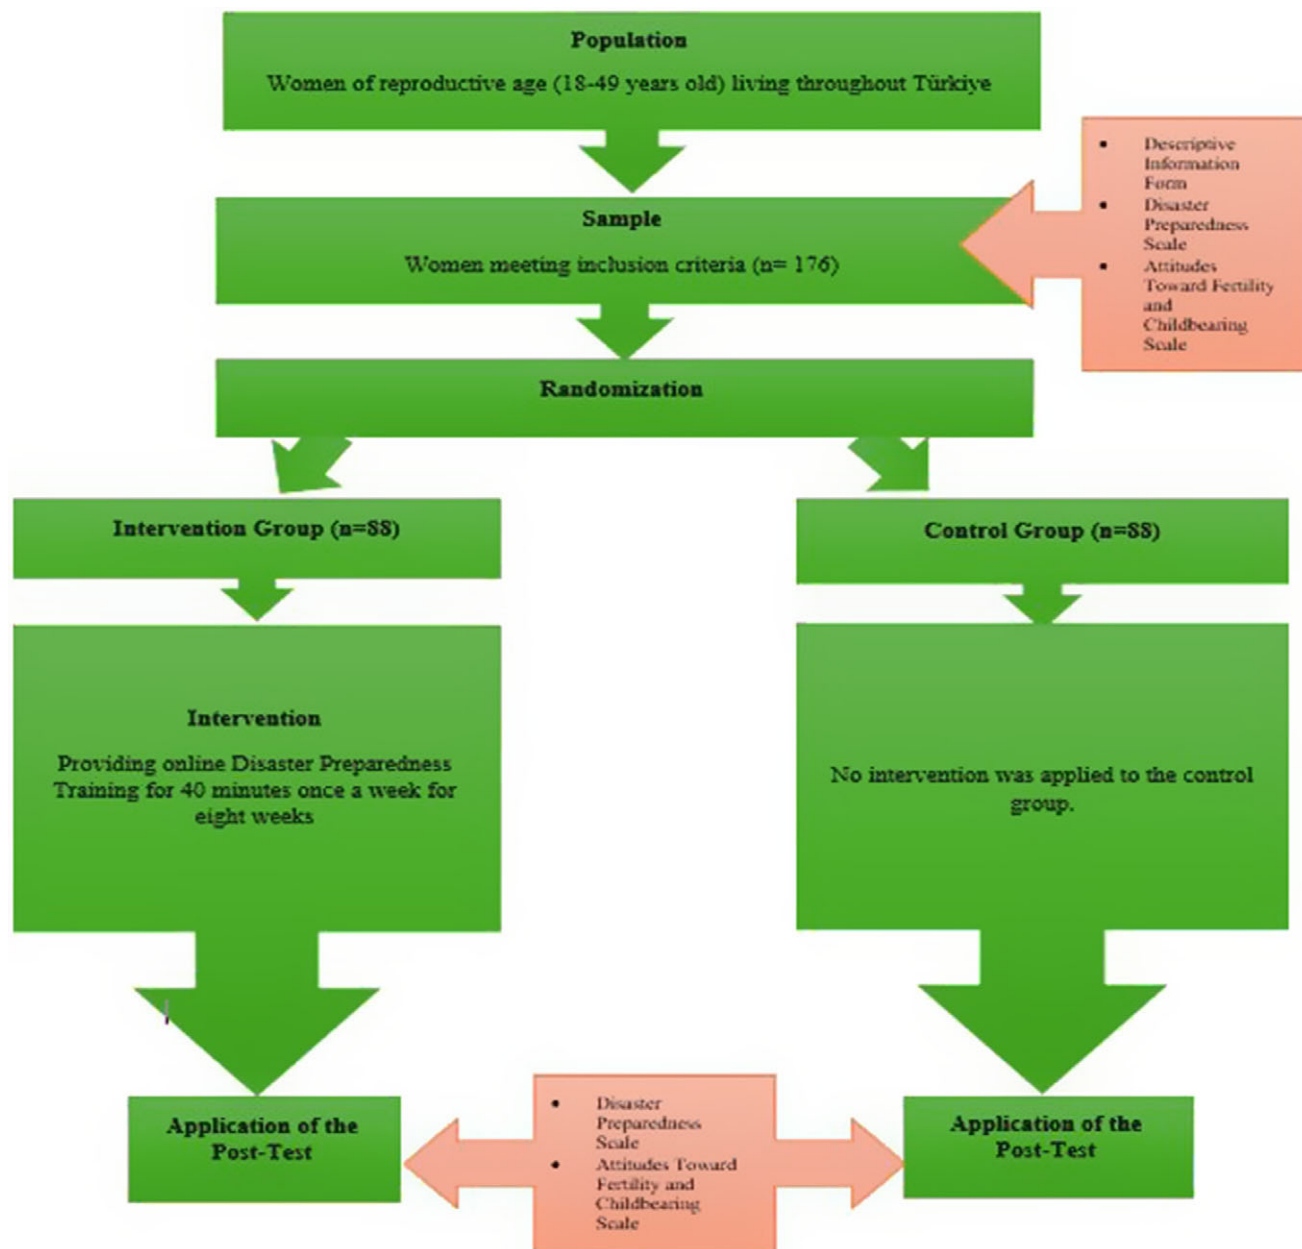 Population
Women of reproductive age (18-49 years old) living throughout Türkiye
Sample
Women meeting inclusion criteria (n= 176)
• Descriptive
Information
Form
• Disaster
Preparedness
Scale
• Attitudes
Toward Fertility
and
Childbearing
Scale
Randomization
Intervention Group (n=88)
Control Group (n=88)
Intervention
Providing online Disaster Preparedness
Training for 40 minutes once a week for
eight weeks
No intervention was applied to the control
group.
Application of the
Post-Test
• Disaster
Preparedness
Scale
• Attitudes Toward
Fertility and
Childbearing
Scale
Application of the
Post-Test